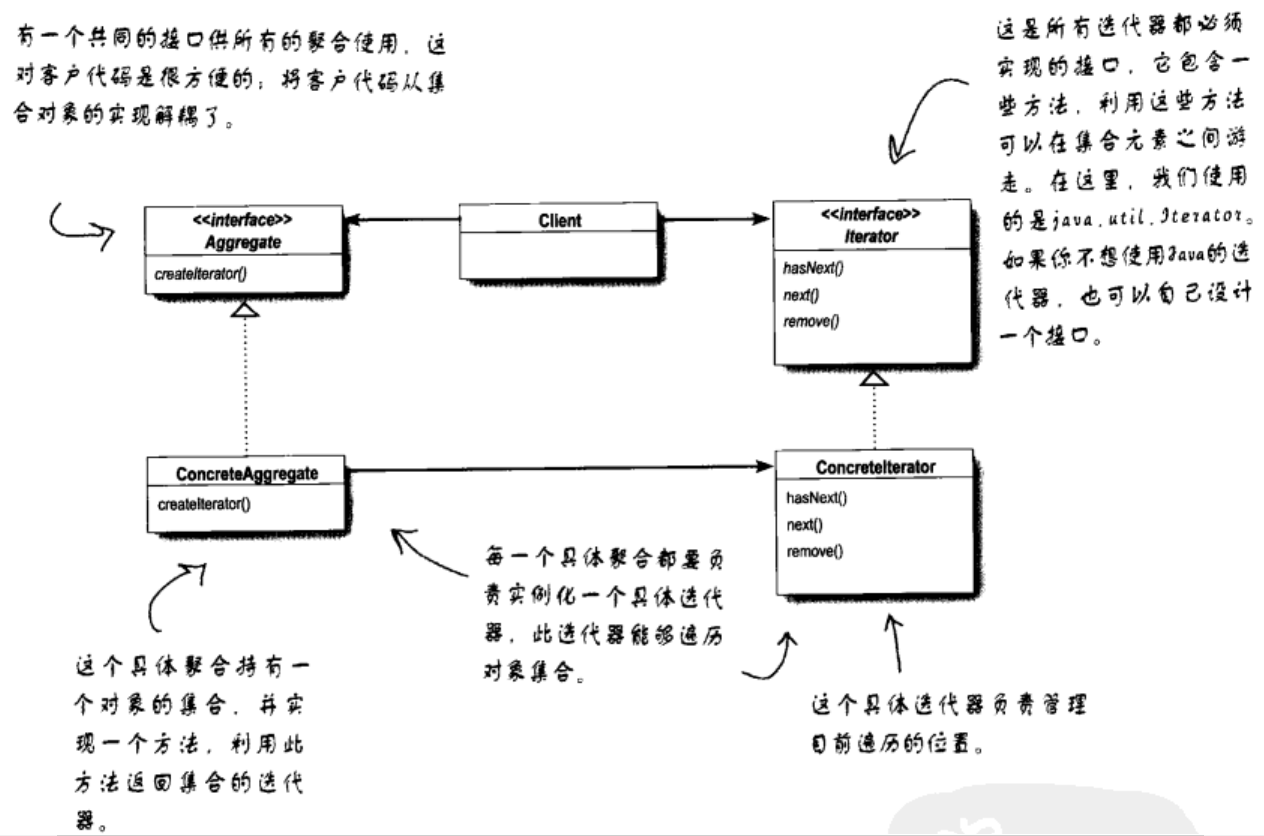 有一个共同的接口供所有的聚合使用，这
对客户代码是很方便的；将客户代码从集
合对象的实现解耦了。
这是所有迭代器都必须
实现的接口，它包含一
些方法，利用这些方法
可以在集合元素之间游
走。在这里，我们使用
的是java.util.Iterator。
如果你不想使用Java的迭
代器，也可以自己设计
一个接口。
<<interface>>
Aggregate
createIterator()
Client
<<interface>>
Iterator
hasNext()
next()
remove()
ConcreteAggregate
createIterator()
ConcreteIterator
hasNext()
next()
remove()
每一个具体聚合都要负
责实例化一个具体迭代
器，此迭代器能够遍历
对象集合。
这个具体聚合持有一
个对象的集合，并实
现一个方法，利用此
方法返回集合的迭代
器。
这个具体迭代器负责管理
目前遍历的位置。